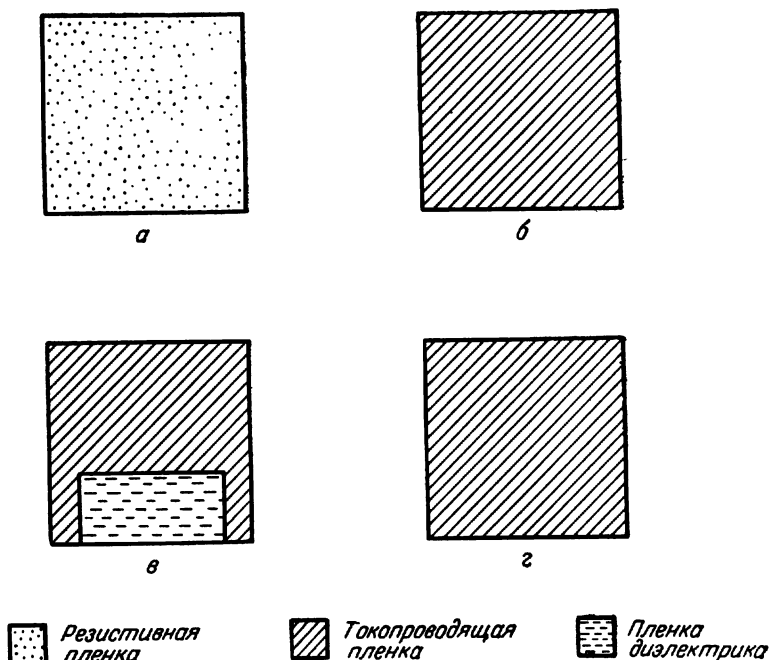 а
б
в
г
Резистивная
пленка
Токопроводящая
пленка
Пленка
диэлектрика